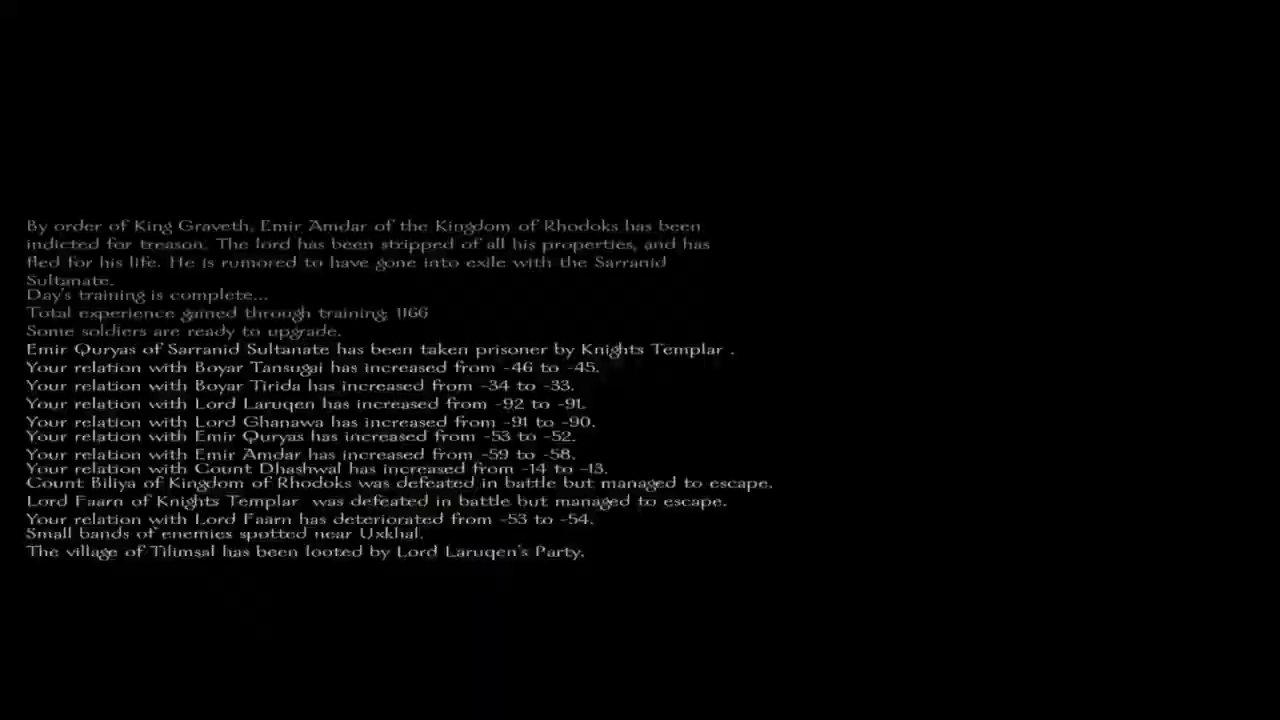 By order of King Graveth, Emir Amdar of the Kingdom of Rhodoks has been
indicted for treason. The lord has been stripped of all his properties, and has
fled for his life. He is rumored to have gone into exile with the Sarranid
Sultanate.
Day's training is complete...
Total experience gained through training: 1166
Some soldiers are ready to upgrade.
Emir Quryas of Sarranid Sultanate has been taken prisoner by Knights Templar .
Your relation with Boyar Tansugai has increased from -46 to -45.
Your relation with Boyar Tirida has increased from -34 to -33.
Your relation with Lord Laruqen has increased from -92 to -91.
Your relation with Lord Ghanawa has increased from -91 to -90.
Your relation with Emir Quryas has increased from -53 to -52.
Your relation with Emir Amdar has increased from -59 to -58.
Your relation with Count Dhashwal has increased from -14 to -13.
Count Biliya of Kingdom of Rhodoks was defeated in battle but managed to escape.
Lord Faarn of Knights Templar  was defeated in battle but managed to escape.
Your relation with Lord Faarn has deteriorated from -53 to -54.
Small bands of enemies spotted near Uxkhal.
The village of Tilimsal has been looted by Lord Laruqen's Party.